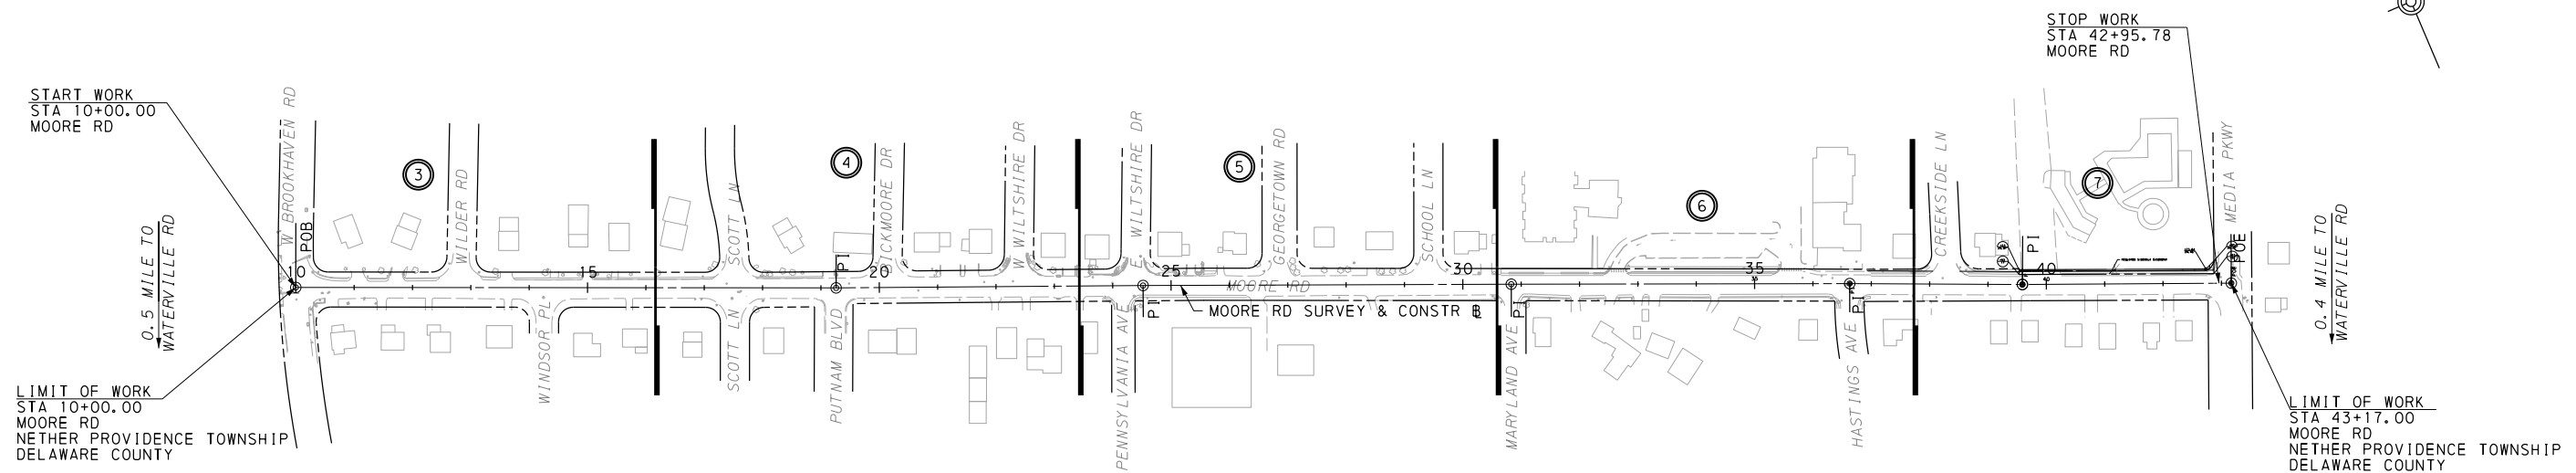 STOP WORK
STA 42+95.78
MOORE RD
START WORK
STA 10+00.00
MOORE RD
W BROOKHAVEN RD
WILDER RD
SCOTT LN
BICKMOORE DR
W WILTSHIRE DR
E WILTSHIRE DR
GEORGETOWN RD
SCHOOL LN
CREEKSIDE LN
MEDIA PKWY
3
4
5
6
7
0.5 MILE TO
WATERVILLE RD
0.4 MILE TO
WATERVILLE RD
POB
PI
PI
POE
10
15
20
25
30
35
40
MOORE RD
MOORE RD SURVEY & CONSTR B
PI
PI
PI
WINDSOR PL
SCOTT LN
PUTNAM BLVD
PENNSYLVANIA AVE
MARYLAND AVE
HASTINGS AVE
LIMIT OF WORK
STA 10+00.00
MOORE RD
NETHER PROVIDENCE TOWNSHIP
DELAWARE COUNTY
LIMIT OF WORK
STA 43+17.00
MOORE RD
NETHER PROVIDENCE TOWNSHIP
DELAWARE COUNTY